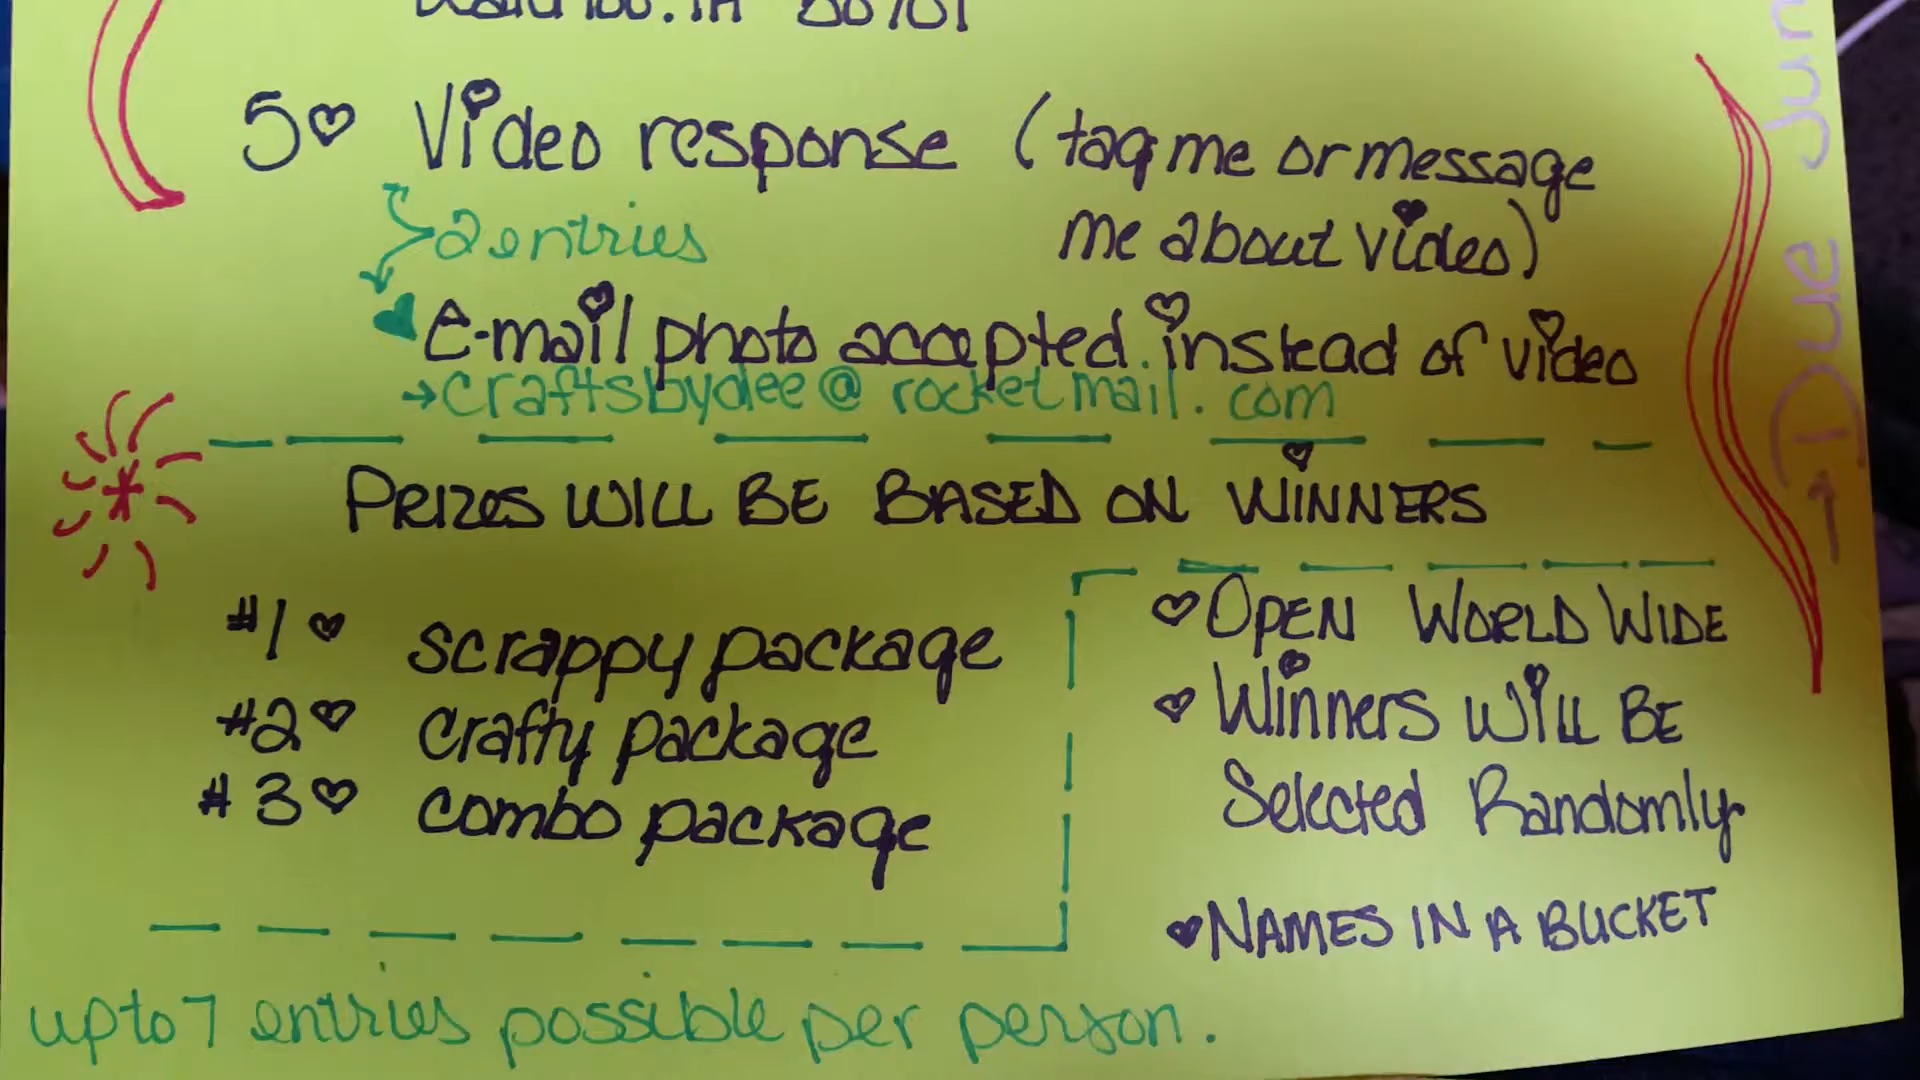 5♡ Video response (tag me or message
me about video)
2 entries
E-mail photo accepted instead of video
→craftsbydee@rocketmail.com
PRIZES WILL BE BASED ON WINNERS
#1♡ scrappy package
#2♡ crafty package
#3♡ combo package
♡OPEN WORLD WIDE
♡Winners WiLL BE
Selected Randomly
♡NAMES IN A BUCKET
up to 7 entries possible per person.
→ Due Jun